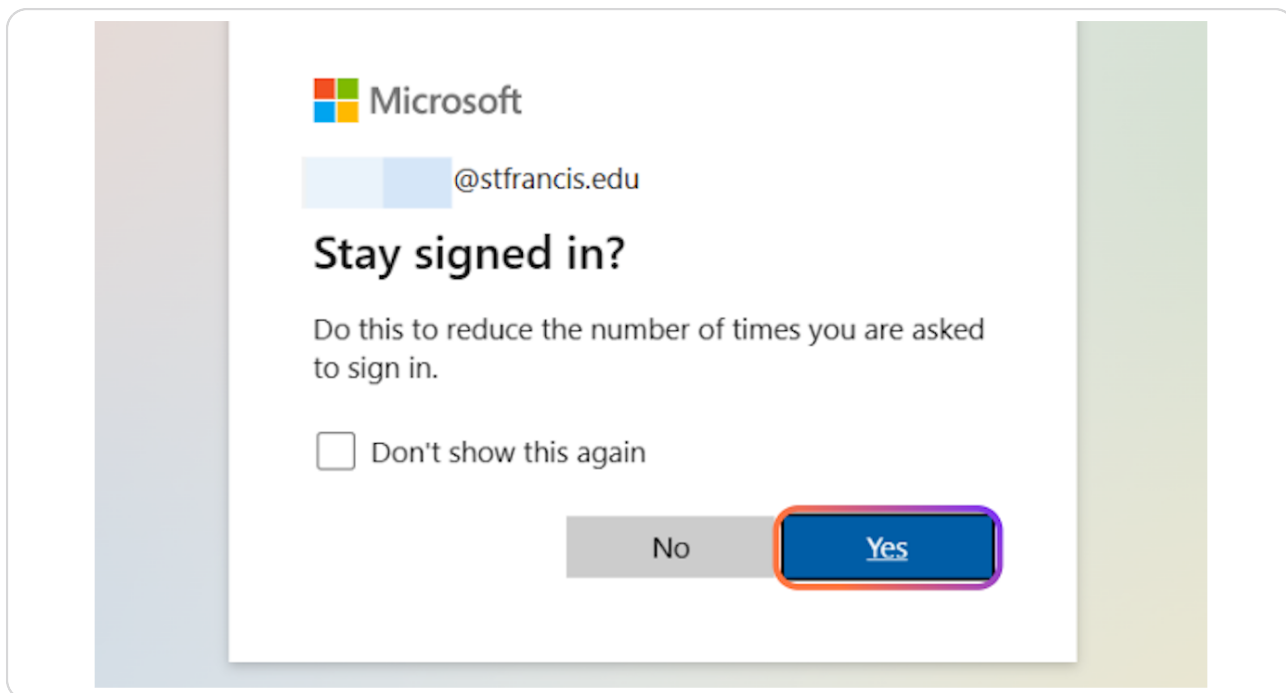 Microsoft
@stfrancis.edu
Stay signed in?
Do this to reduce the number of times you are asked
to sign in.
Don't show this again
No
Yes